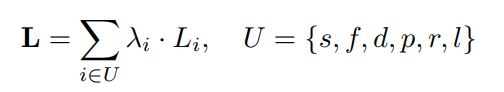 L = ∑_{i∈U} λ_i · L_i, U = {s, f, d, p, r, l}